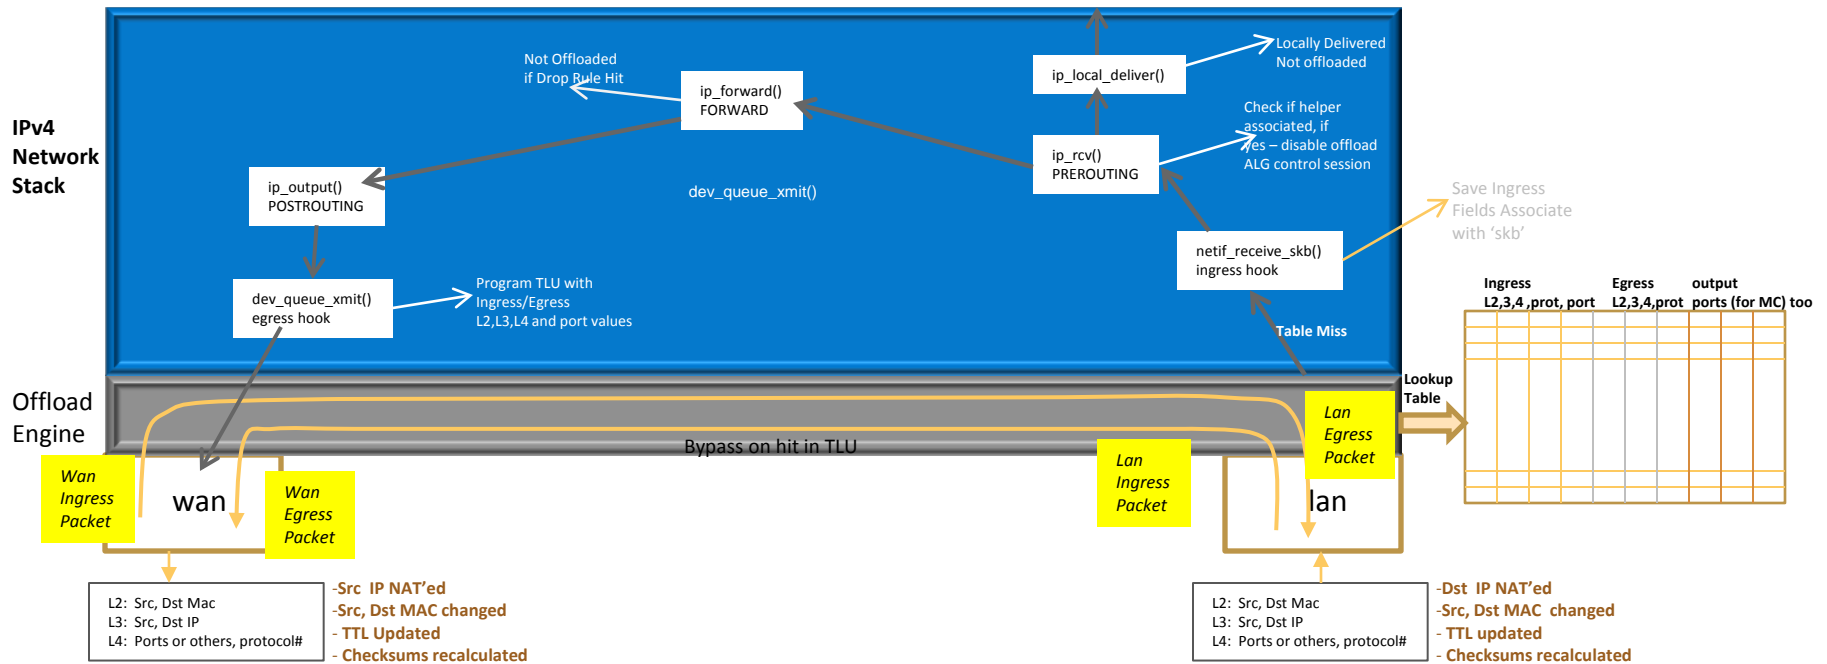 IPv4
Network
Stack
Not Offloaded
if Drop Rule Hit
ip_forward()
FORWARD
ip_local_deliver()
Locally Delivered
Not offloaded
Check if helper
associated, if
yes – disable offload
ALG control session
ip_rcv()
PREROUTING
ip_output()
POSTROUTING
dev_queue_xmit()
Save Ingress
Fields Associate
with ‘skb’
netif_receive_skb()
ingress hook
dev_queue_xmit()
egress hook
Program TLU with
Ingress/Egress
L2,L3,L4 and port values
Table Miss
Ingress
L2,3,4 ,prot, port
Egress
L2,3,4,prot
output
ports (for MC) too
Lookup
Table
Offload
Engine
Bypass on hit in TLU
Lan
Egress
Packet
Lan
Ingress
Packet
Wan
Ingress
Packet
wan
Wan
Egress
Packet
lan
L2: Src, Dst Mac
L3: Src, Dst IP
L4: Ports or others, protocol#
-Src IP NAT’ed
-Src, Dst MAC changed
- TTL Updated
- Checksums recalculated
L2: Src, Dst Mac
L3: Src, Dst IP
L4: Ports or others, protocol#
-Dst IP NAT’ed
-Src, Dst MAC changed
- TTL updated
- Checksums recalculated